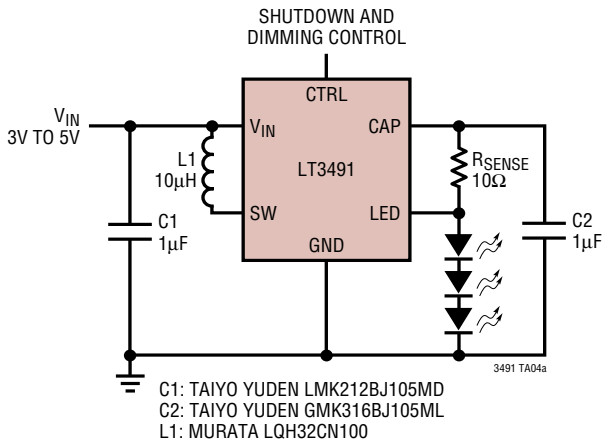 SHUTDOWN AND
DIMMING CONTROL
CTRL
VIN
3V TO 5V
VIN
CAP
L1
10μH
LT3491
RSENSE
10Ω
SW
LED
C1
1μF
GND
C2
1μF
3491 TA04a
C1: TAIYO YUDEN LMK212BJ105MD
C2: TAIYO YUDEN GMK316BJ105ML
L1: MURATA LQH32CN100